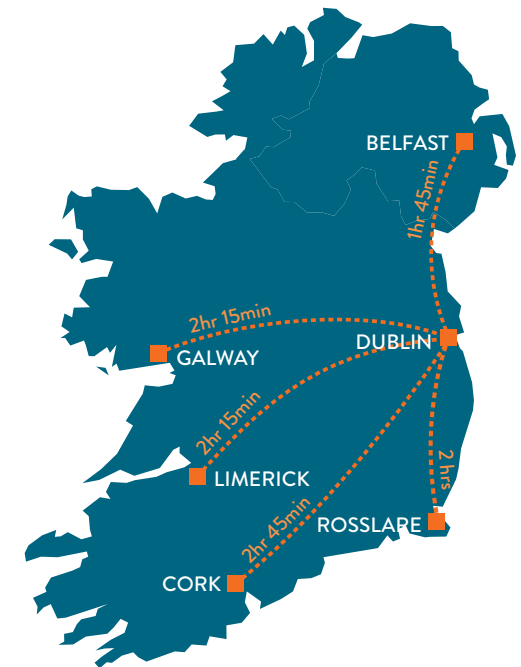 BELFAST
1hr 45min
2hr 15min
DUBLIN
GALWAY
2hr 15min
2 hrs
LIMERICK
2hr 45min
ROSSLARE
CORK